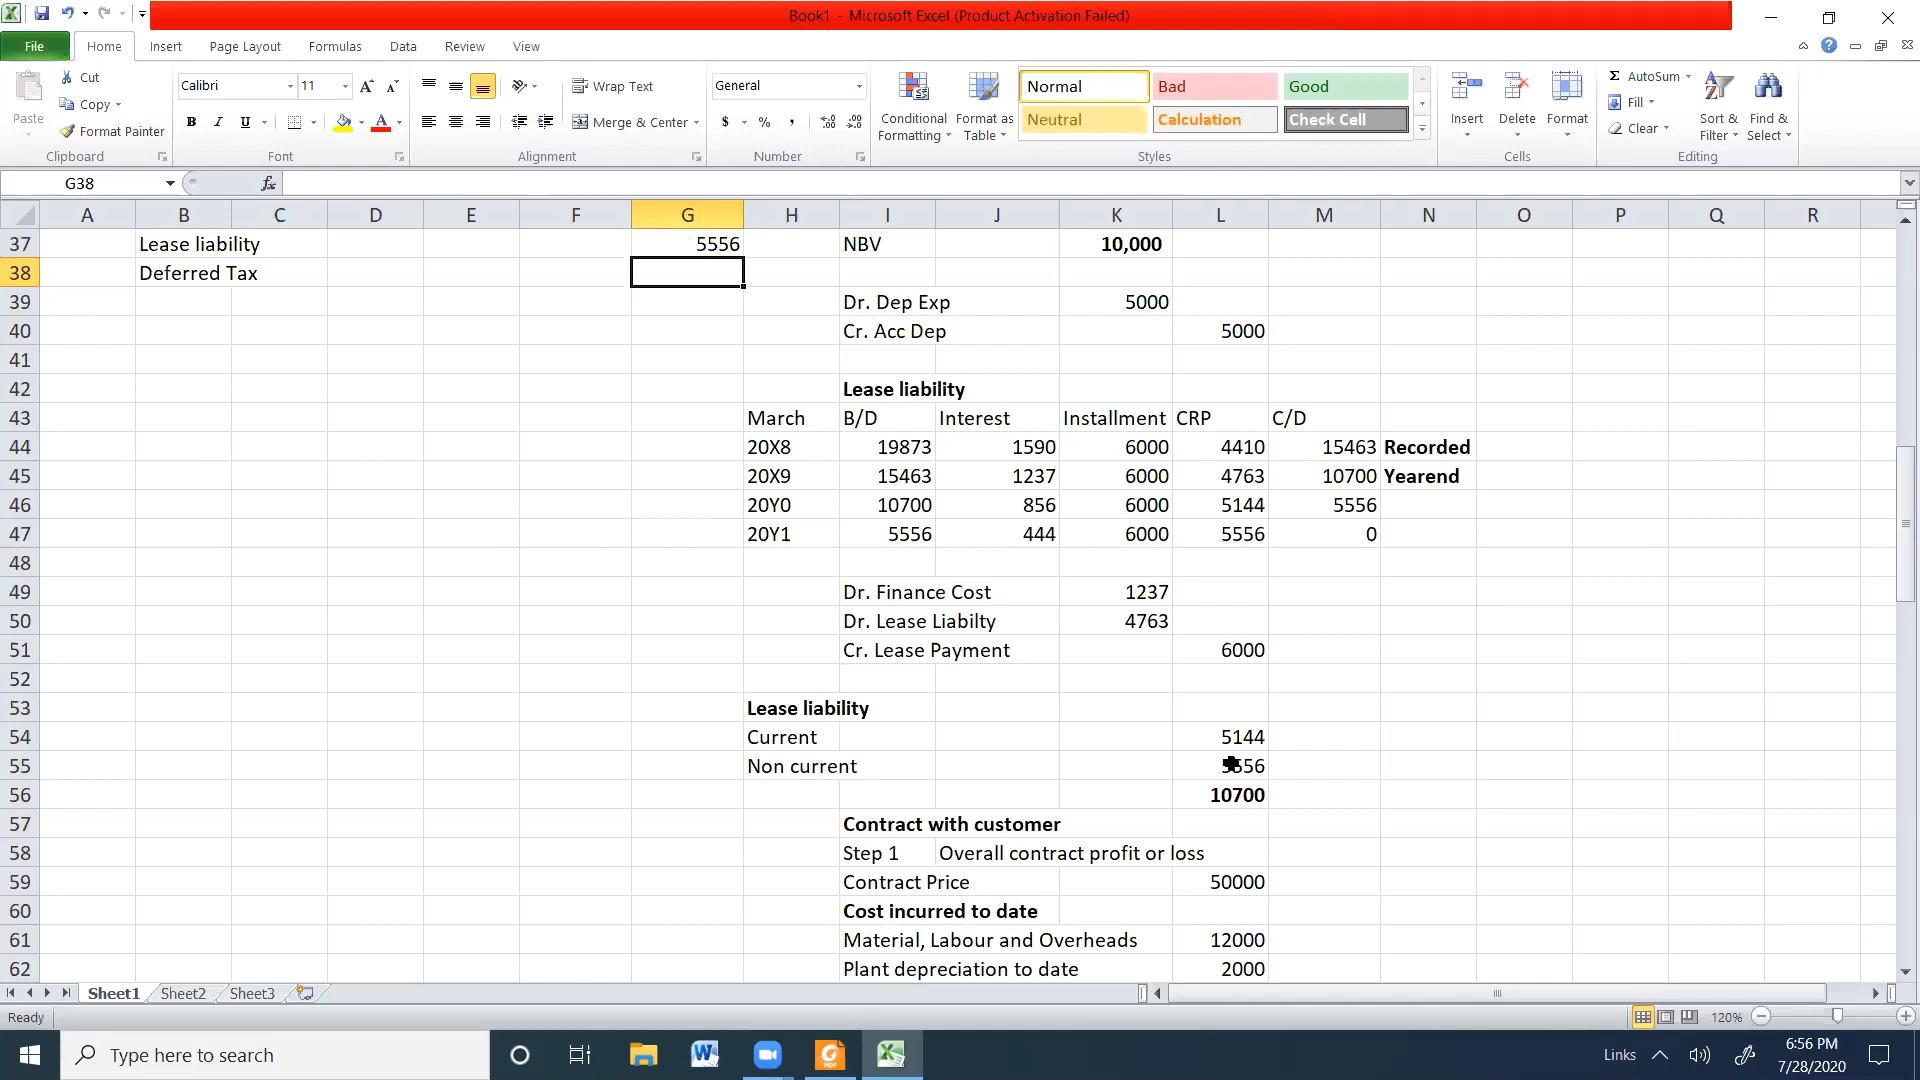 Book1 - Microsoft Excel (Product Activation Failed)
File Home Insert Page Layout Formulas Data Review View
Paste Cut Copy Format Painter Clipboard
Calibri 11 A A B I U A Font
Wrap Text Merge & Center Alignment
General $ % , Number
Conditional Formatting Format as Table
Normal Bad Good
Neutral Calculation Check Cell
Styles
Insert Delete Format Cells
AutoSum Fill Clear Sort & Filter Find & Select Editing
G38 fx
A B C D E F G H I J K L M N O P Q R
37 Lease liability 5556 NBV 10,000
38 Deferred Tax
39 Dr. Dep Exp 5000
40 Cr. Acc Dep 5000
41
42 Lease liability
43 March B/D Interest Installment CRP C/D
44 20X8 19873 1590 6000 4410 15463 Recorded
45 20X9 15463 1237 6000 4763 10700 Yearend
46 20Y0 10700 856 6000 5144 5556
47 20Y1 5556 444 6000 5556 0
48
49 Dr. Finance Cost 1237
50 Dr. Lease Liabilty 4763
51 Cr. Lease Payment 6000
52
53 Lease liability
54 Current 5144
55 Non current 5556
56 10700
57 Contract with customer
58 Step 1 Overall contract profit or loss
59 Contract Price 50000
60 Cost incurred to date
61 Material, Labour and Overheads 12000
62 Plant depreciation to date 2000
Sheet1 Sheet2 Sheet3
Ready 120%
Type here to search Links 6:56 PM
7/28/2020